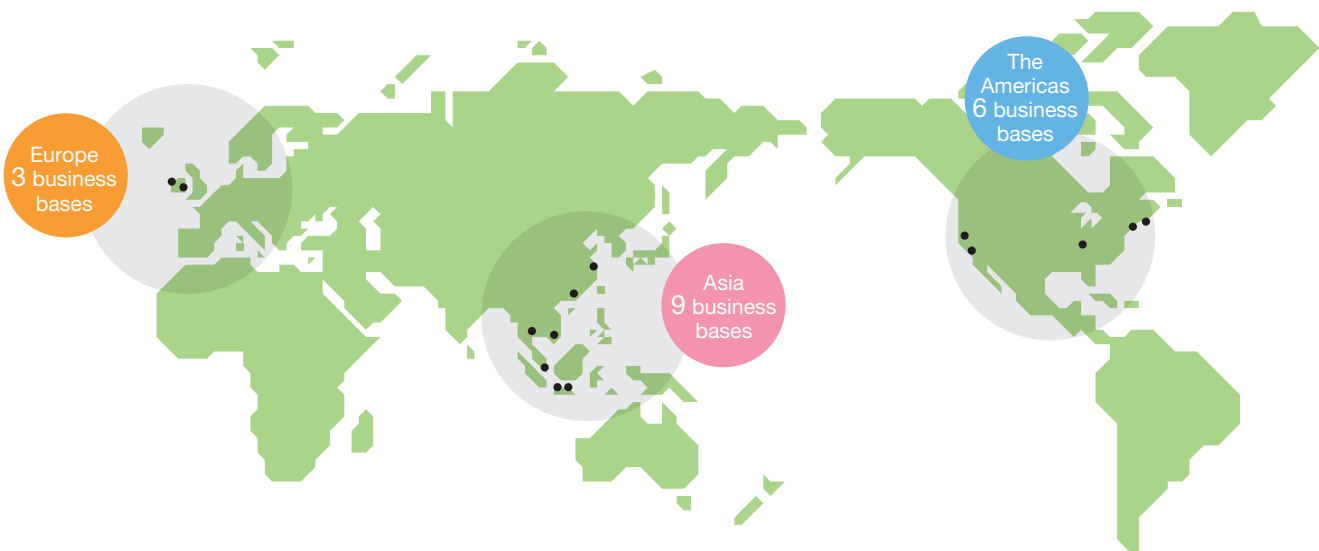 Europe
3 business
bases
Asia
9 business
bases
The
Americas
6 business
bases